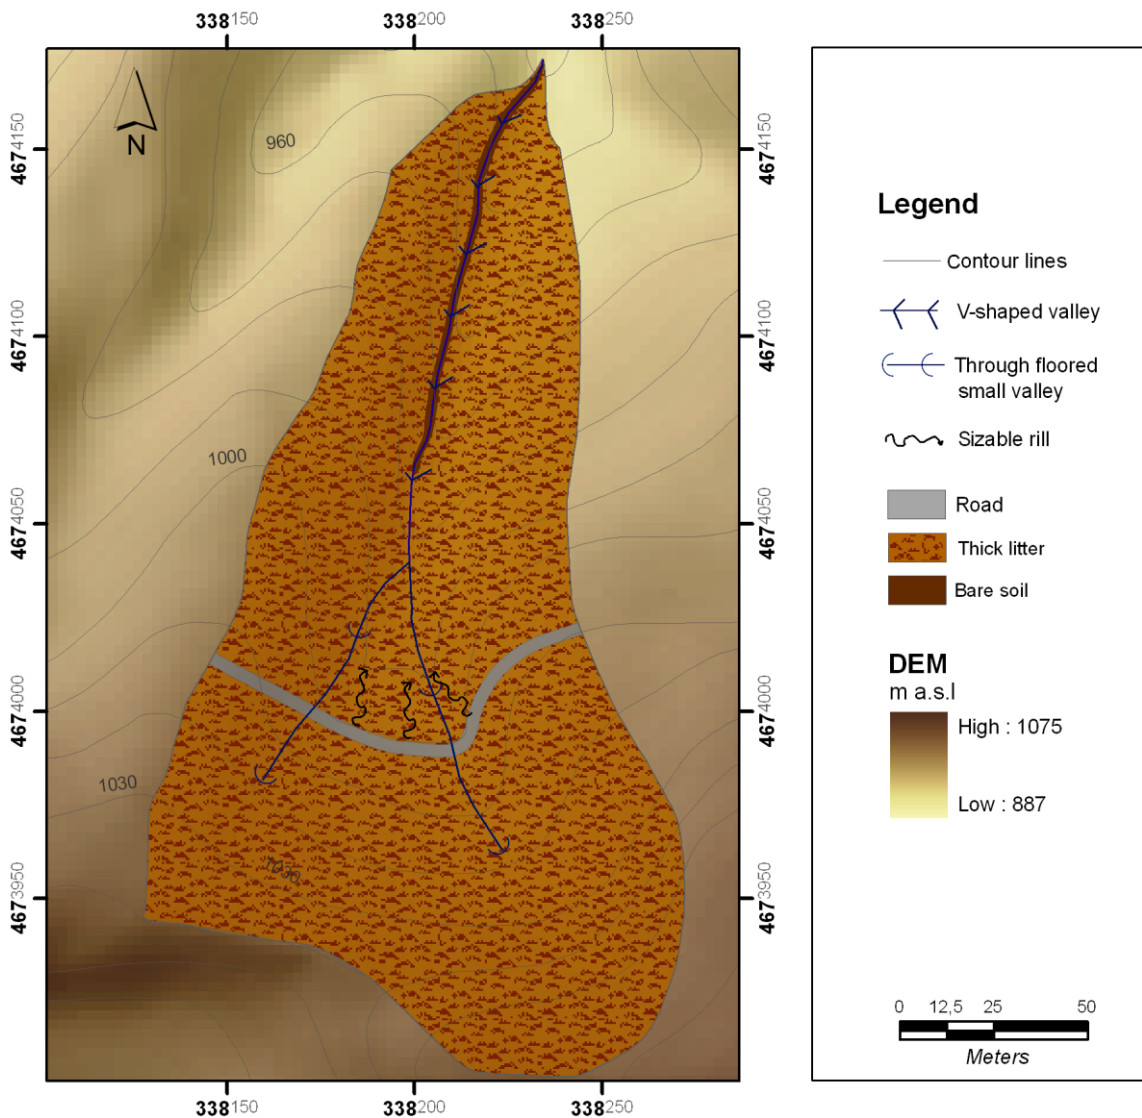 338150 338200 338250
4674150
4674100
4674050
4674000
4673950
4674150
4674100
4674050
4674000
4673950
N
960
1000
1030
1030
338150 338200 338250
Legend
Contour lines
V-shaped valley
Through floored
small valley
Sizable rill
Road
Thick litter
Bare soil
DEM
m a.s.l
High : 1075
Low : 887
0 12,5 25 50
Meters